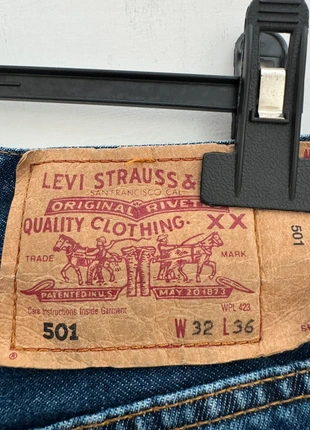 LEVI STRAUSS &
SAN FRANCISCO CAL
ORIGINAL RIVET
QUALITY CLOTHING. XX
TRADE MARK
PATENTED IN U.S. MAY 20 1873
Care Instructions Inside Garment WPL 423
501 W 32 L 36
®
501